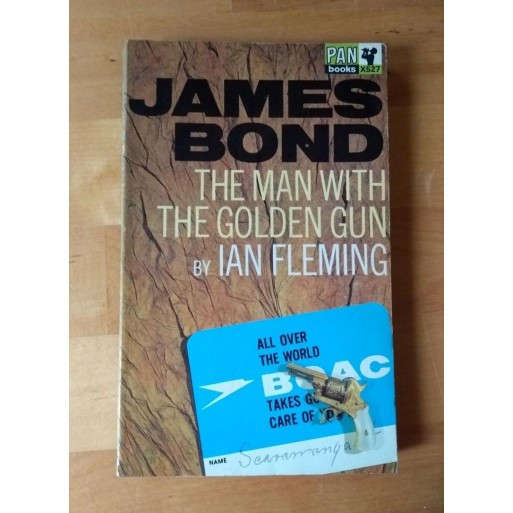 PAN
books X527
JAMES
BOND
THE MAN WITH
THE GOLDEN GUN
BY IAN FLEMING
ALL OVER
THE WORLD
BOAC
TAKES
CARE OF
NAME Scaramanga